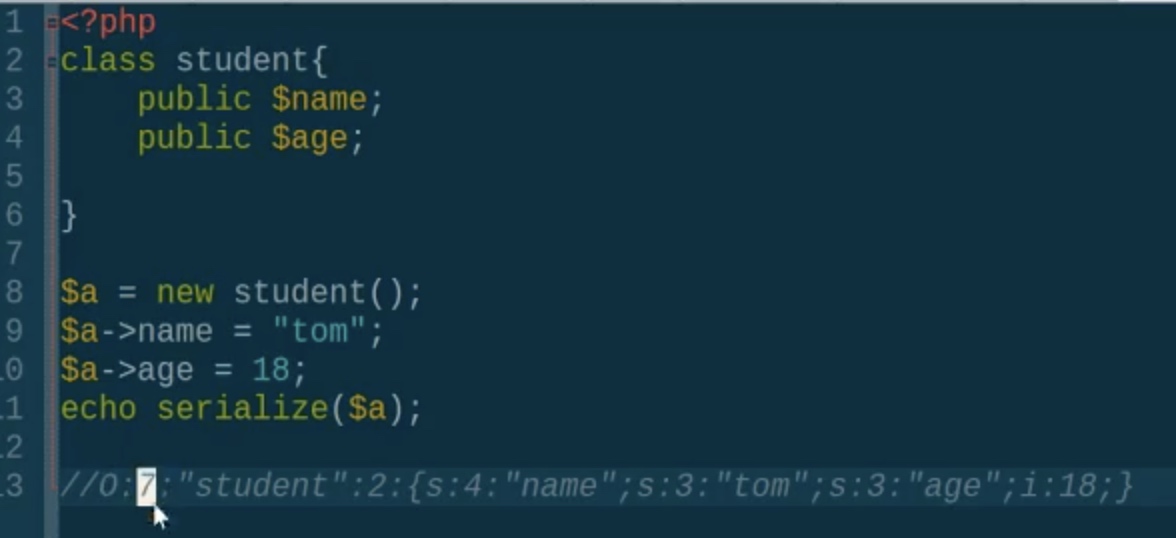 1 <?php
2 class student{
3 public $name;
4 public $age;
5
6 }
7
8 $a = new student();
9 $a->name = "tom";
10 $a->age = 18;
11 echo serialize($a);
12
13 //O:7:"student":2:{s:4:"name";s:3:"tom";s:3:"age";i:18;}